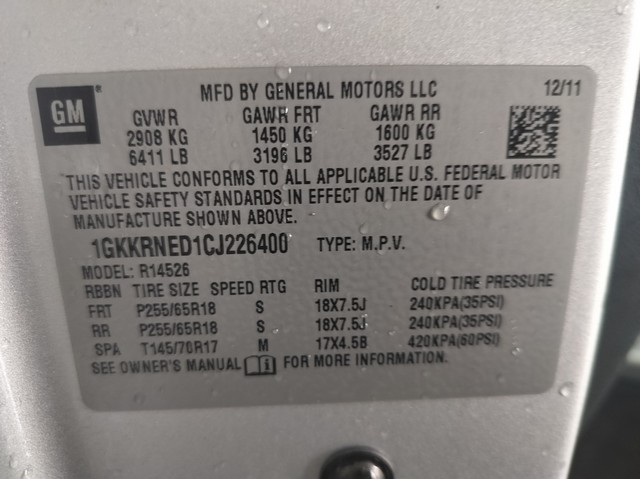 GM
MFD BY GENERAL MOTORS LLC 12/11
GVWR GAWR FRT GAWR RR
2908 KG 1450 KG 1600 KG
6411 LB 3196 LB 3527 LB
THIS VEHICLE CONFORMS TO ALL APPLICABLE U.S. FEDERAL MOTOR
VEHICLE SAFETY STANDARDS IN EFFECT ON THE DATE OF
MANUFACTURE SHOWN ABOVE.
1GKKRNED1CJ226400 TYPE: M.P.V.
MODEL: R14526
RBBN TIRE SIZE SPEED RTG RIM COLD TIRE PRESSURE
FRT P255/65R18 S 18X7.5J 240KPA(35PSI)
RR P255/65R18 S 18X7.5J 240KPA(35PSI)
SPA T145/70R17 M 17X4.5B 420KPA(60PSI)
SEE OWNER'S MANUAL FOR MORE INFORMATION.